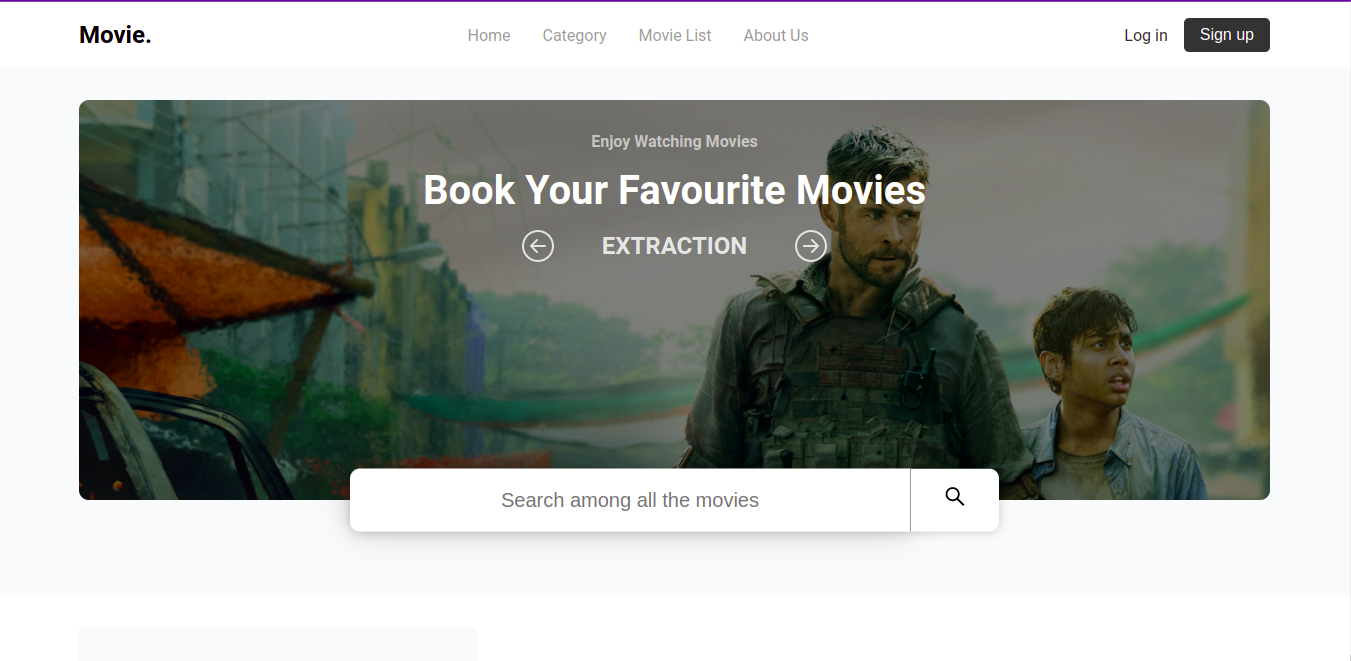 Movie.
Home Category Movie List About Us
Log in Sign up
Enjoy Watching Movies
Book Your Favourite Movies
EXTRACTION
Search among all the movies